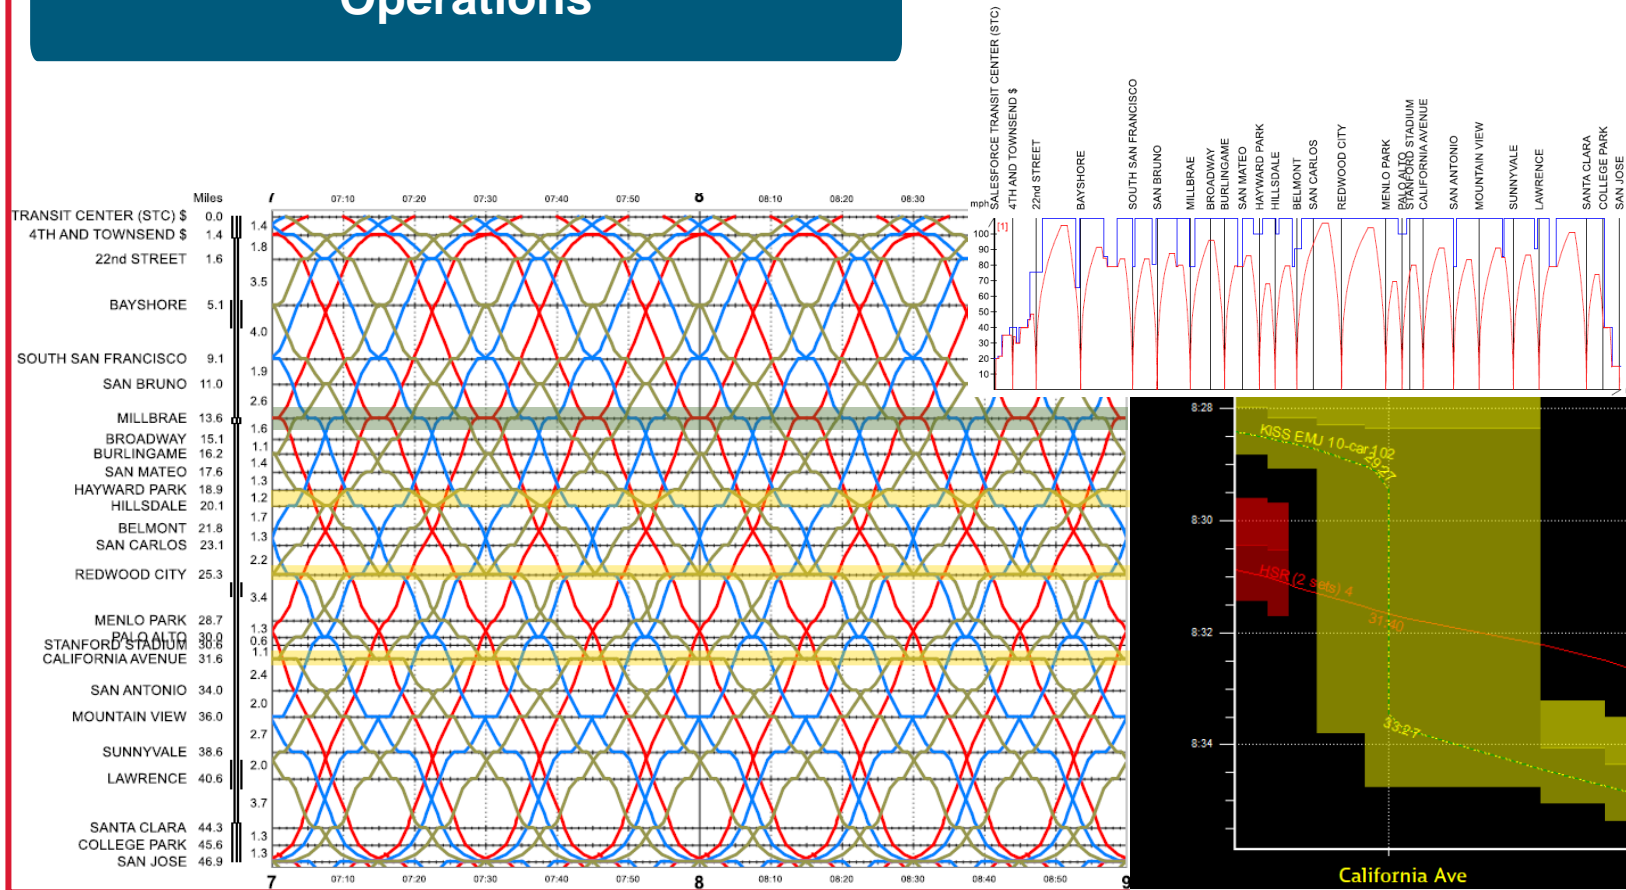 Operations
Miles
TRANSIT CENTER (STC) $ 0.0
4TH AND TOWNSEND $ 1.4
22nd STREET 1.6
BAYSHORE 5.1
SOUTH SAN FRANCISCO 9.1
SAN BRUNO 11.0
MILLBRAE 13.6
BROADWAY 15.1
BURLINGAME 16.2
SAN MATEO 17.6
HAYWARD PARK 18.9
HILLSDALE 20.1
BELMONT 21.8
SAN CARLOS 23.1
REDWOOD CITY 25.3
MENLO PARK 28.7
PALO ALTO 30.0
STANFORD STADIUM 30.6
CALIFORNIA AVENUE 31.6
SAN ANTONIO 34.0
MOUNTAIN VIEW 36.0
SUNNYVALE 38.6
LAWRENCE 40.6
SANTA CLARA 44.3
COLLEGE PARK 45.6
SAN JOSE 46.9
1.4
1.8
3.5
4.0
1.9
2.6
1.6
1.1
1.4
1.3
1.2
1.7
1.3
2.2
3.4
1.3
0.6
1.1
2.4
2.0
2.7
2.0
3.7
1.3
1.3
7 07:10 07:20 07:30 07:40 07:50 8 08:10 08:20 08:30
7 07:10 07:20 07:30 07:40 07:50 8 08:10 08:20 08:30 08:40 08:50 9
SALESFORCE TRANSIT CENTER (STC)
4TH AND TOWNSEND $
22nd STREET
BAYSHORE
SOUTH SAN FRANCISCO
SAN BRUNO
MILLBRAE
BROADWAY
BURLINGAME
SAN MATEO
HAYWARD PARK
HILLSDALE
BELMONT
SAN CARLOS
REDWOOD CITY
MENLO PARK
PALO ALTO
STANFORD STADIUM
CALIFORNIA AVENUE
SAN ANTONIO
MOUNTAIN VIEW
SUNNYVALE
LAWRENCE
SANTA CLARA
COLLEGE PARK
SAN JOSE
mph
[1]
100
90
80
70
60
50
40
30
20
10
8:28
8:30
8:32
8:34
KISS EMU 10-car 102
29:27
HSR (2 sets) 4
31:40
33:27
California Ave